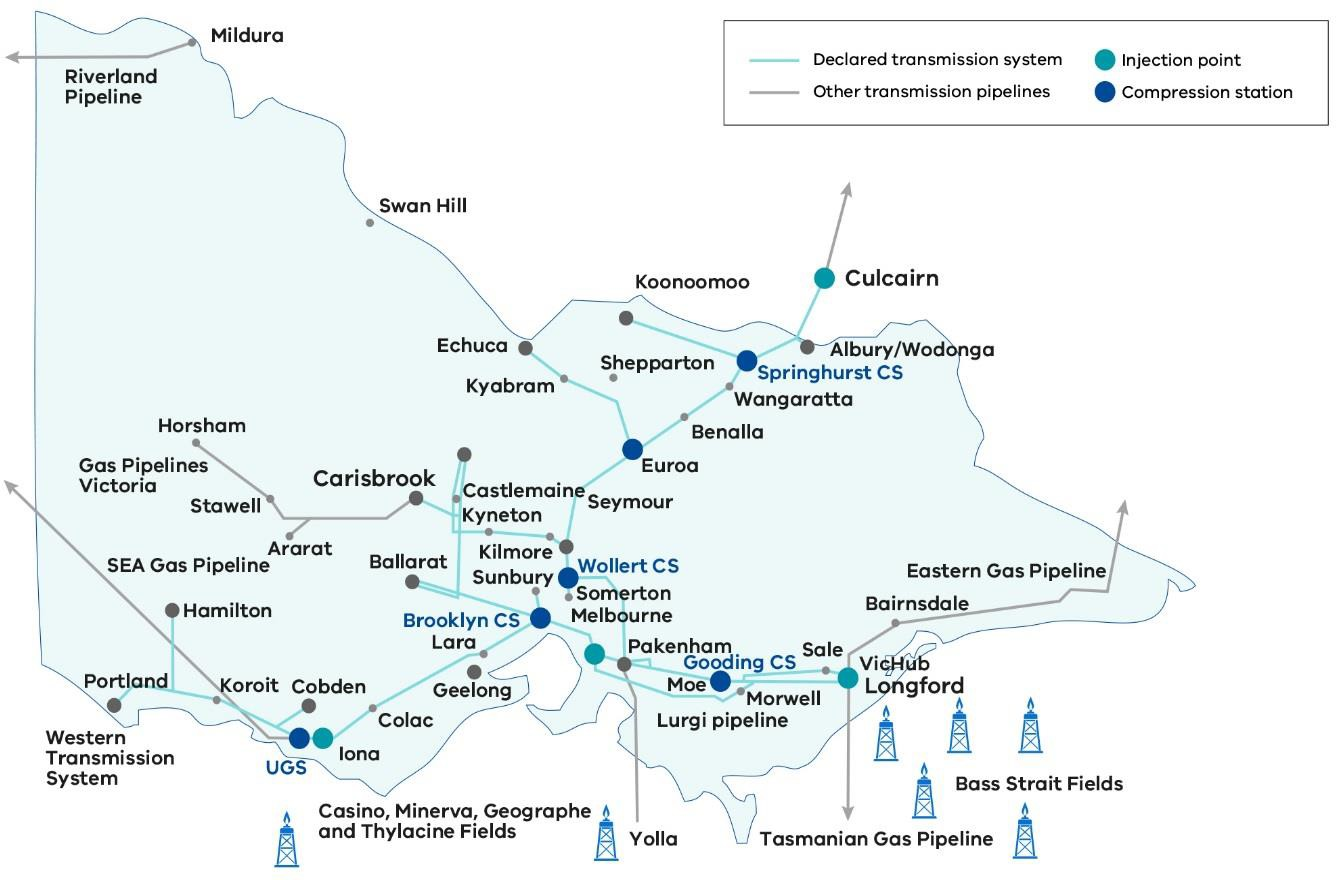 Mildura
Riverland
Pipeline
Declared transmission system
Injection point
Other transmission pipelines
Compression station
Swan Hill
Koonoomoo
Culcairn
Echuca
Albury/Wodonga
Shepparton
Springhurst CS
Kyabram
Wangaratta
Horsham
Benalla
Gas Pipelines
Victoria
Euroa
Carisbrook
Castlemaine
Seymour
Stawell
Kyneton
Ararat
Kilmore
SEA Gas Pipeline
Ballarat
Wollert CS
Sunbury
Eastern Gas Pipeline
Somerton
Hamilton
Melbourne
Bairnsdale
Brooklyn CS
Lara
Pakenham
Sale
Gooding CS
VicHub
Portland
Koroit
Cobden
Geelong
Moe
Longford
Morwell
Colac
Lurgi pipeline
Western
Transmission
System
Iona
UGS
Bass Strait Fields
Casino, Minerva, Geographe
and Thylacine Fields
Yolla
Tasmanian Gas Pipeline